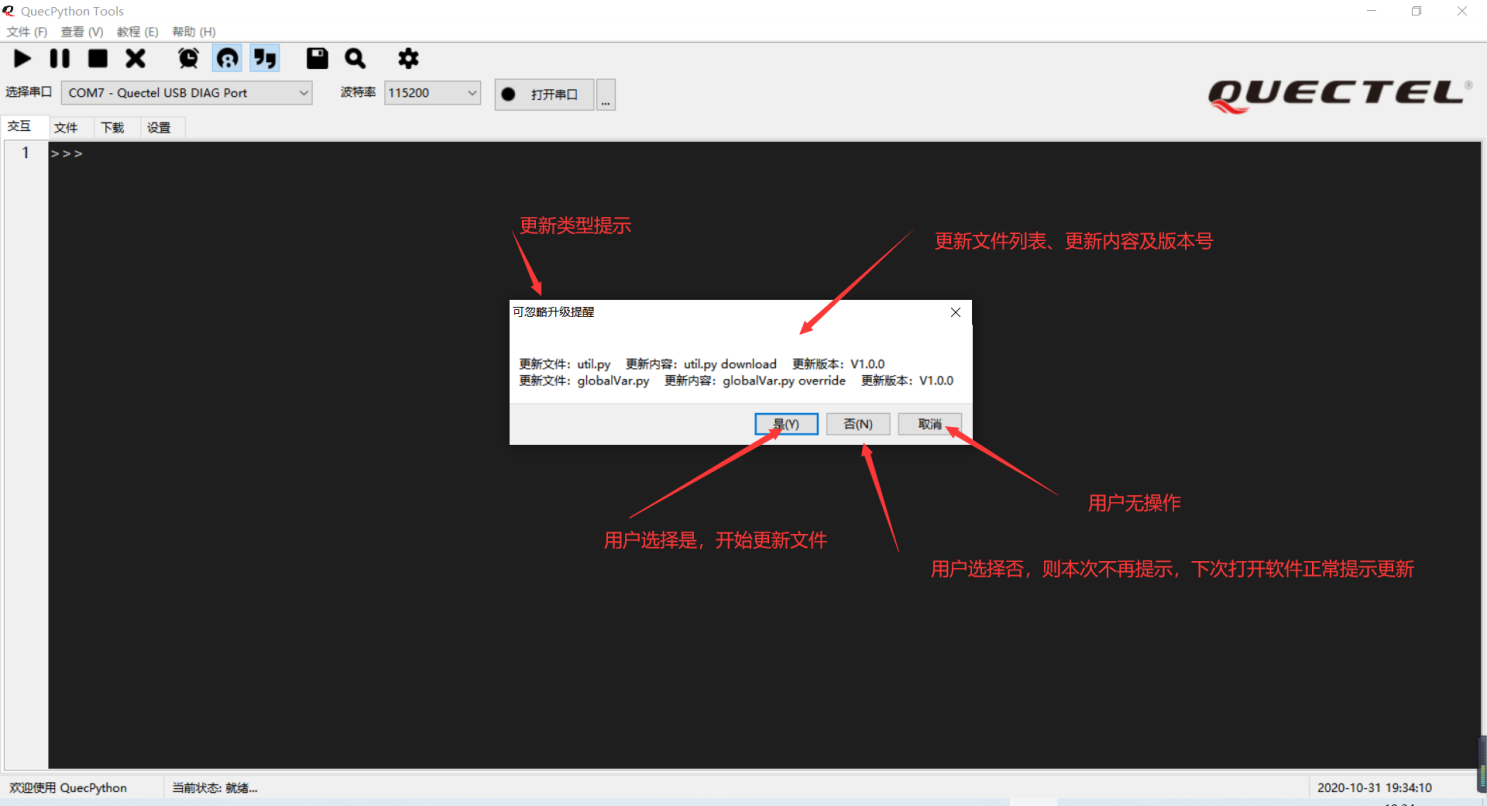 QuecPython Tools
文件 (F) 查看 (V) 教程 (E) 帮助 (H)
选择串口 COM7 - Quectel USB DIAG Port 波特率 115200 打开串口 ...
QUECTEL®
交互 文件 下载 设置
1 >>>
更新类型提示
更新文件列表、更新内容及版本号
可忽略升级提醒
更新文件：util.py 更新内容：util.py download 更新版本：V1.0.0
更新文件：globalVar.py 更新内容：globalVar.py override 更新版本：V1.0.0
是(Y) 否(N) 取消
用户无操作
用户选择是，开始更新文件
用户选择否，则本次不再提示，下次打开软件正常提示更新
欢迎使用 QuecPython 当前状态: 就绪... 2020-10-31 19:34:10